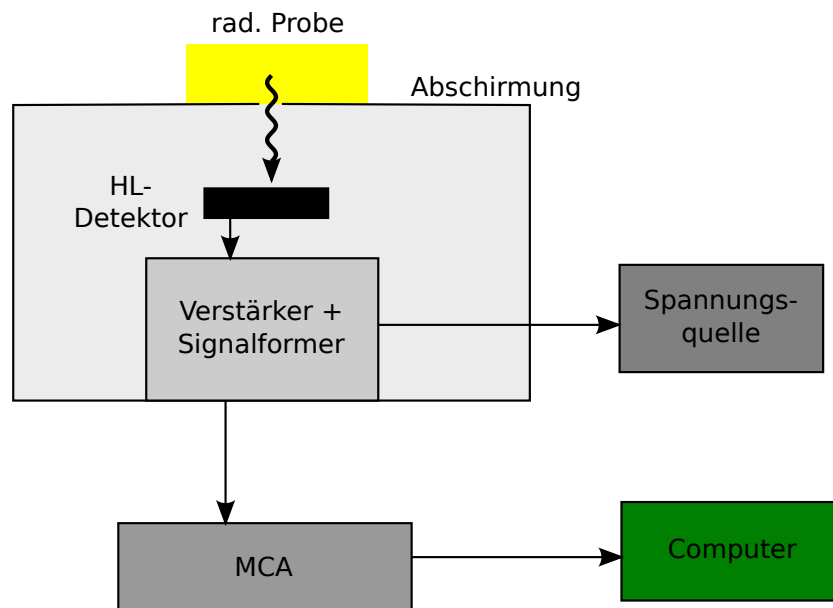 rad. Probe
Abschirmung
HL-
Detektor
Verstärker +
Signalformer
Spannungs-
quelle
MCA
Computer